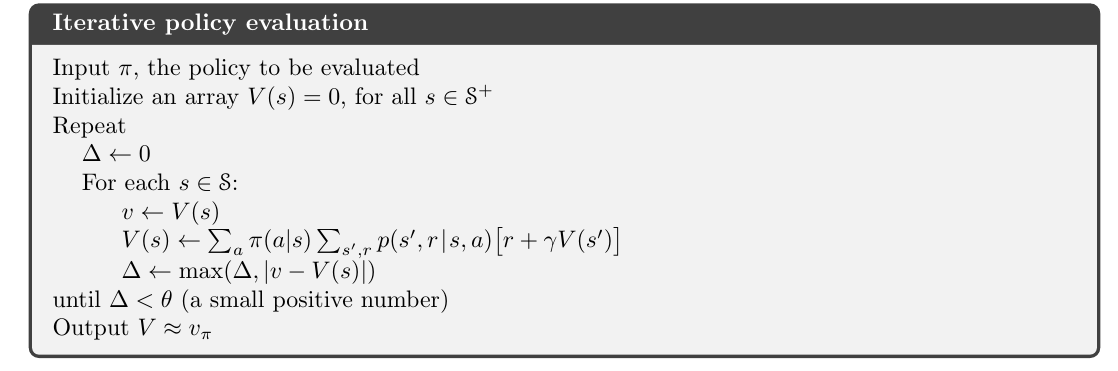 Iterative policy evaluation
Input π, the policy to be evaluated
Initialize an array V(s) = 0, for all s ∈ 𝒮⁺
Repeat
Δ ← 0
For each s ∈ 𝒮:
v ← V(s)
V(s) ← ∑ₐ π(a|s) ∑ₛ′,ᵣ p(s′, r|s, a)[r + γV(s′)]
Δ ← max(Δ, |v − V(s)|)
until Δ < θ (a small positive number)
Output V ≈ v_π